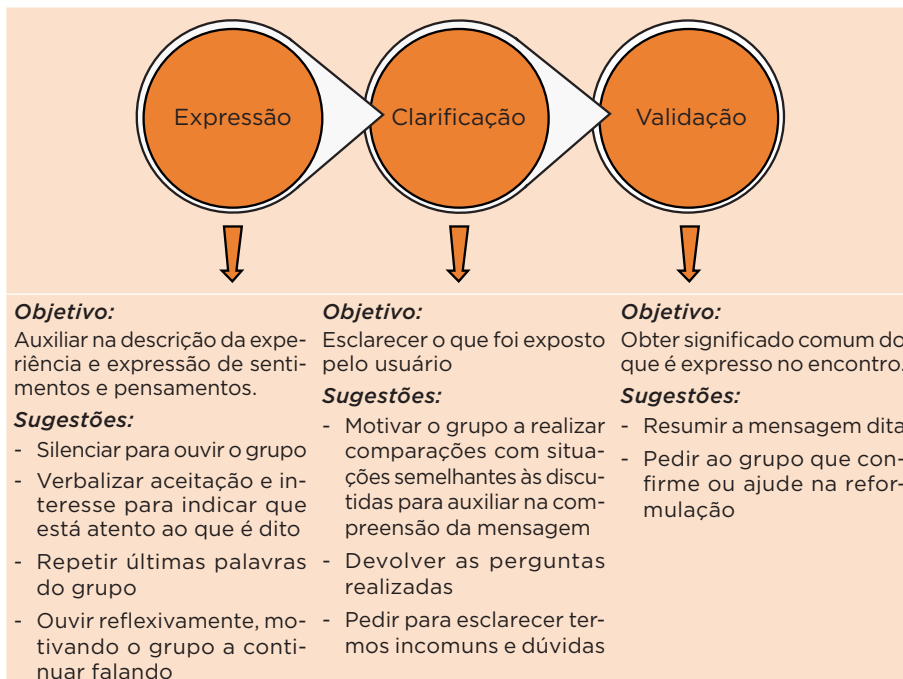 Expressão
Clarificação
Validação
Objetivo:
Auxiliar na descrição da expe-
riência e expressão de senti-
mentos e pensamentos.
Sugestões:
- Silenciar para ouvir o grupo
- Verbalizar aceitação e in-
teresse para indicar que
está atento ao que é dito
- Repetir últimas palavras
do grupo
- Ouvir reflexivamente, mo-
tivando o grupo a conti-
nuar falando
Objetivo:
Esclarecer o que foi exposto
pelo usuário
Sugestões:
- Motivar o grupo a realizar
comparações com situa-
ções semelhantes às discu-
tidas para auxiliar na com-
preensão da mensagem
- Devolver as perguntas
realizadas
- Pedir para esclarecer ter-
mos incomuns e dúvidas
Objetivo:
Obter significado comum do
que é expresso no encontro.
Sugestões:
- Resumir a mensagem dita
- Pedir ao grupo que con-
firme ou ajude na refor-
mulação